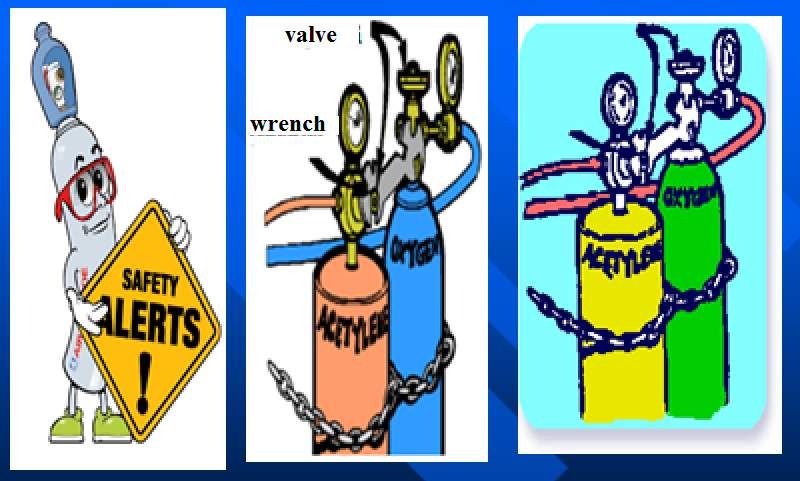 SAFETY
ALERTS
!
valve
wrench
OXYGEN
ACETYLENE
OXYGEN
ACETYLENE